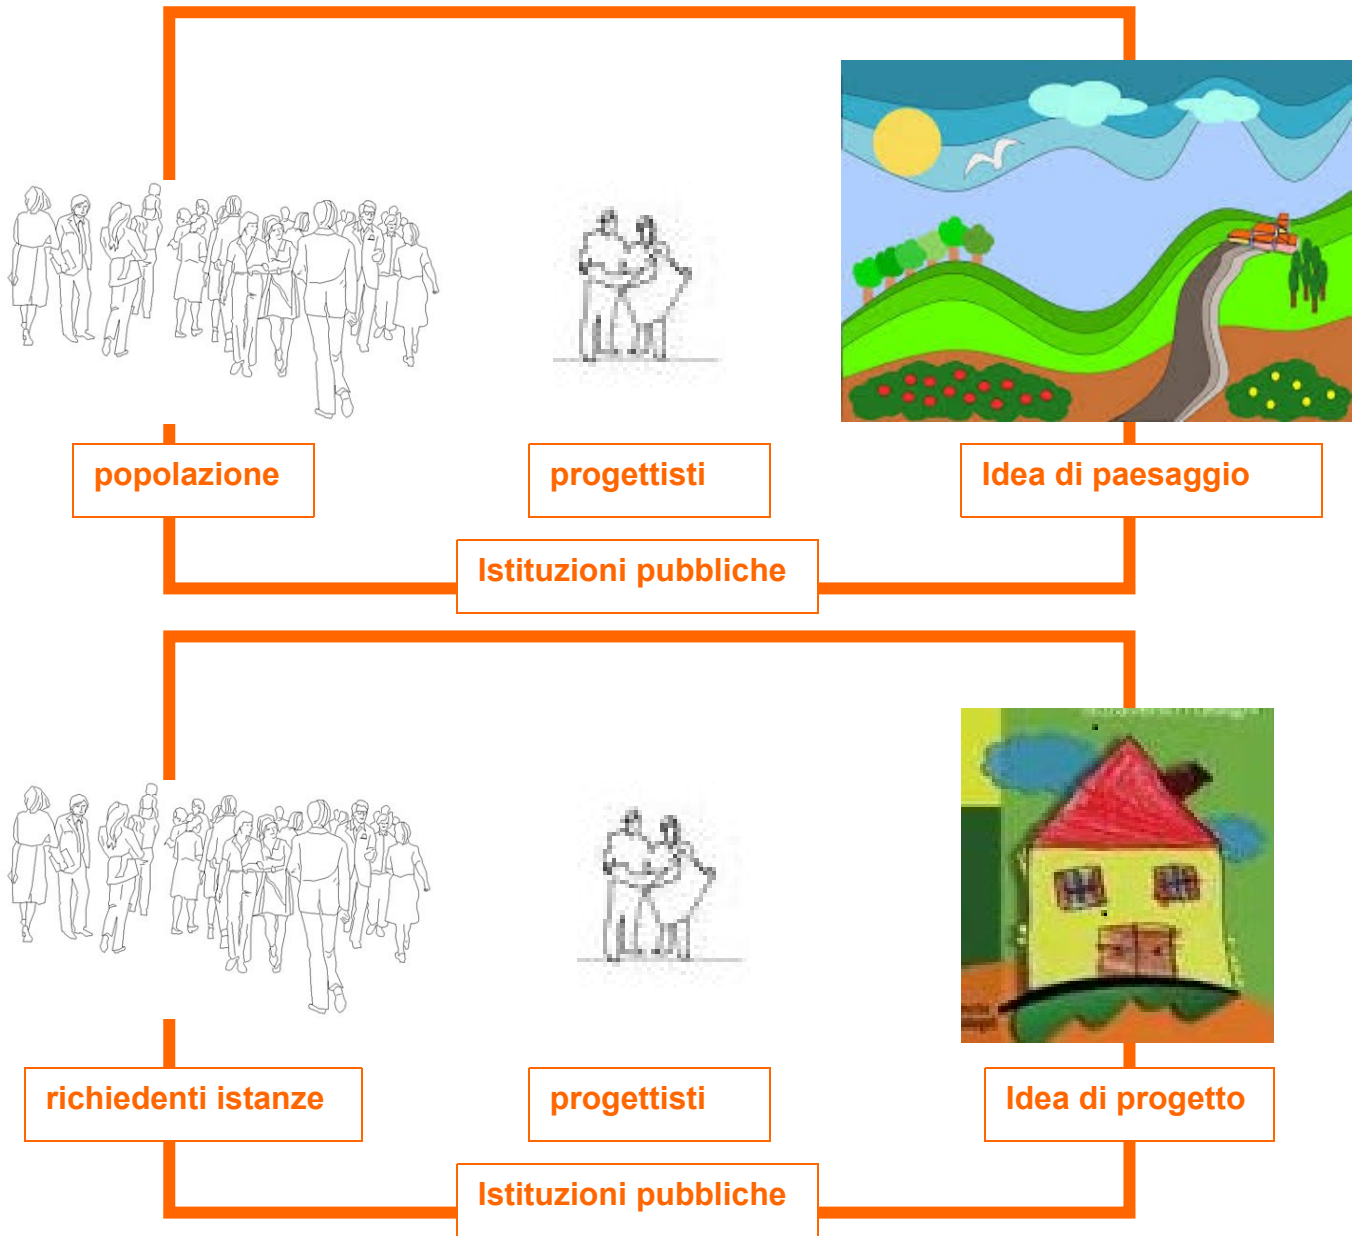 popolazione
progettisti
Idea di paesaggio
Istituzioni pubbliche
richiedenti istanze
progettisti
Idea di progetto
Istituzioni pubbliche